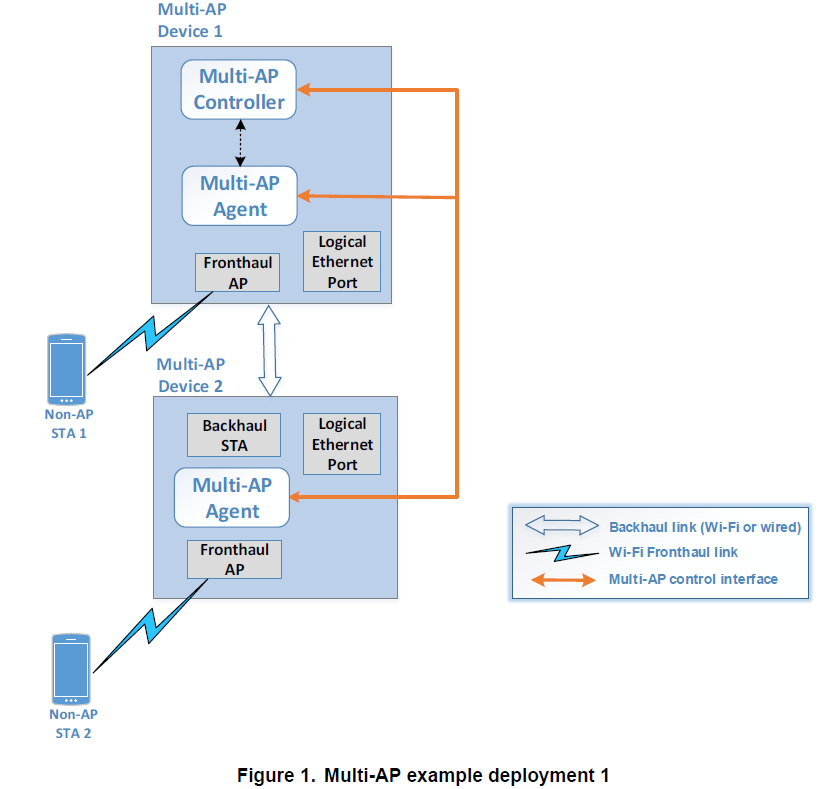 Multi-AP
Device 1
Multi-AP
Controller
Multi-AP
Agent
Logical
Ethernet
Port
Fronthaul
AP
Non-AP
STA 1
Multi-AP
Device 2
Backhaul
STA
Logical
Ethernet
Port
Multi-AP
Agent
Fronthaul
AP
Backhaul link (Wi-Fi or wired)
Wi-Fi Fronthaul link
Multi-AP control interface
Non-AP
STA 2
Figure 1. Multi-AP example deployment 1